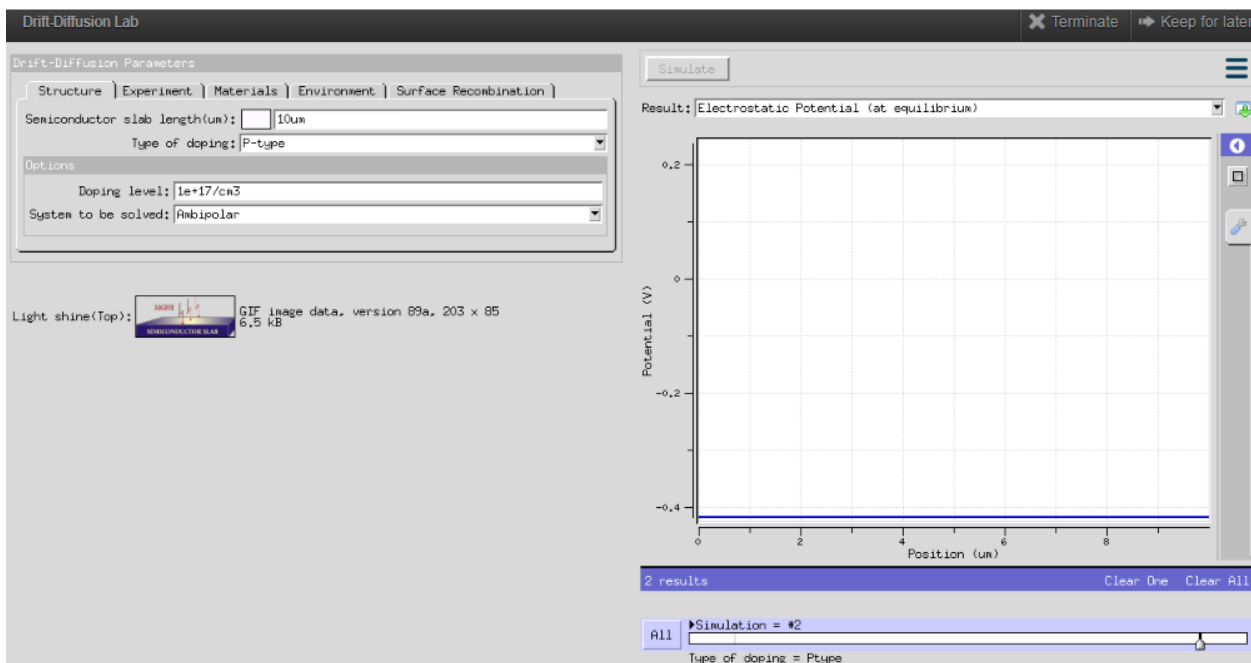 Drift-Diffusion Lab
Terminate
Keep for later
Drift-Diffusion Parameters
Structure
Experiment
Materials
Environment
Surface Recombination
Semiconductor slab length(um):
10um
Type of doping:
P-type
Options
Doping level:
1e+17/cm3
System to be solved:
Ambipolar
Light shine(Top):
LIGHT
SEMICONDUCTOR SLAB
GIF image data, version 89a, 203 x 85
6.5 kB
Simulate
Result:
Electrostatic Potential (at equilibrium)
0.2
0
-0.2
-0.4
Potential (V)
0
2
4
6
8
Position (um)
2 results
Clear One
Clear All
All
Simulation = #2
Type of doping = Ptype